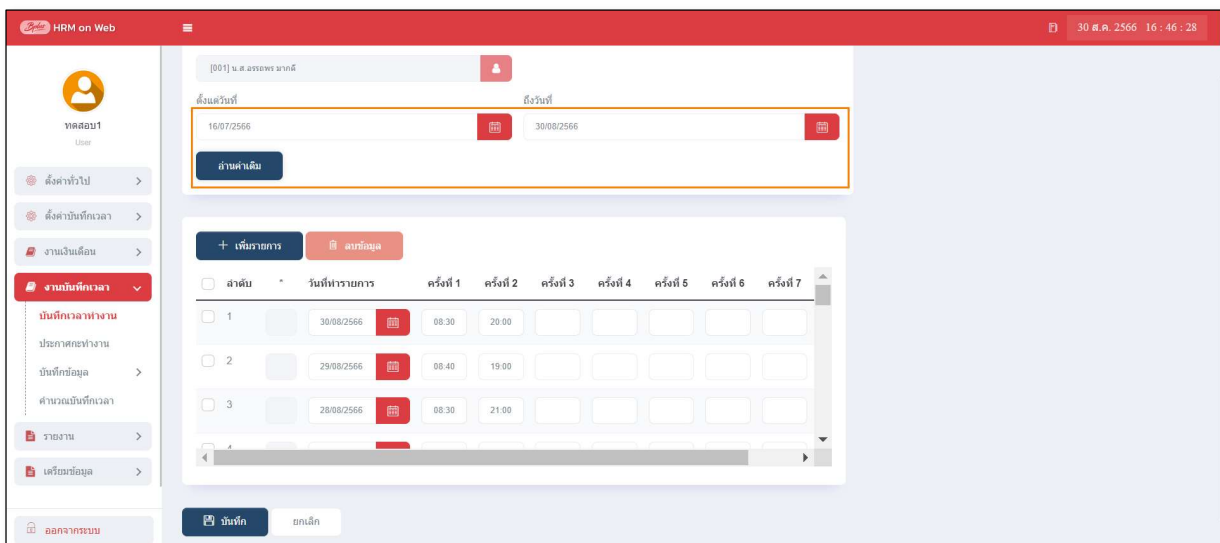 Bplus HRM on Web
30 ส.ค. 2566 16 : 46 : 28
ทดสอบ1
User
ตั้งค่าทั่วไป
ตั้งค่าบันทึกเวลา
งานเงินเดือน
งานบันทึกเวลา
บันทึกเวลาทำงาน
ประกาศกะทำงาน
บันทึกข้อมูล
คำนวณบันทึกเวลา
รายงาน
เตรียมข้อมูล
ออกจากระบบ
[001] น.ส.อรรถพร มากดี
ตั้งแต่วันที่ ถึงวันที่
16/07/2566 30/08/2566
อ่านค่าเดิม
+ เพิ่มรายการ ลบข้อมูล
ลำดับ * วันที่ทำรายการ ครั้งที่ 1 ครั้งที่ 2 ครั้งที่ 3 ครั้งที่ 4 ครั้งที่ 5 ครั้งที่ 6 ครั้งที่ 7
1 30/08/2566 08:30 20:00
2 29/08/2566 08:40 19:00
3 28/08/2566 08:30 21:00
บันทึก ยกเลิก